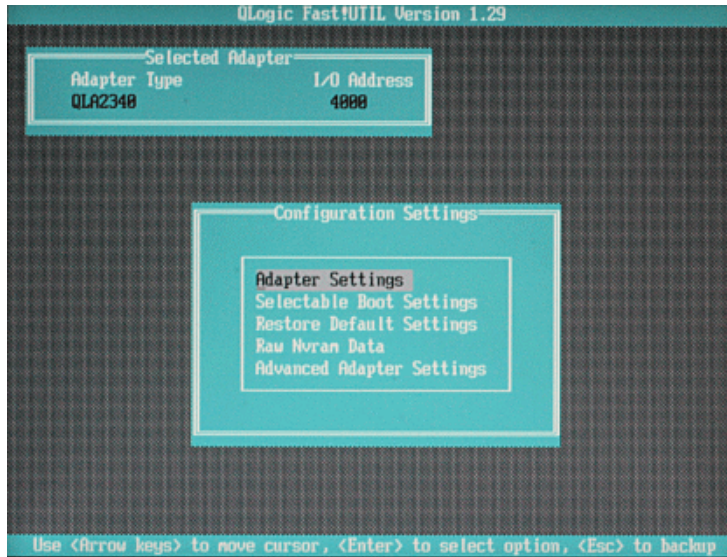 QLogic Fast!UTIL Version 1.29
Selected Adapter
Adapter Type I/O Address
QLA2340 4000
Configuration Settings
Adapter Settings
Selectable Boot Settings
Restore Default Settings
Raw Nvram Data
Advanced Adapter Settings
Use <Arrow keys> to move cursor, <Enter> to select option, <Esc> to backup